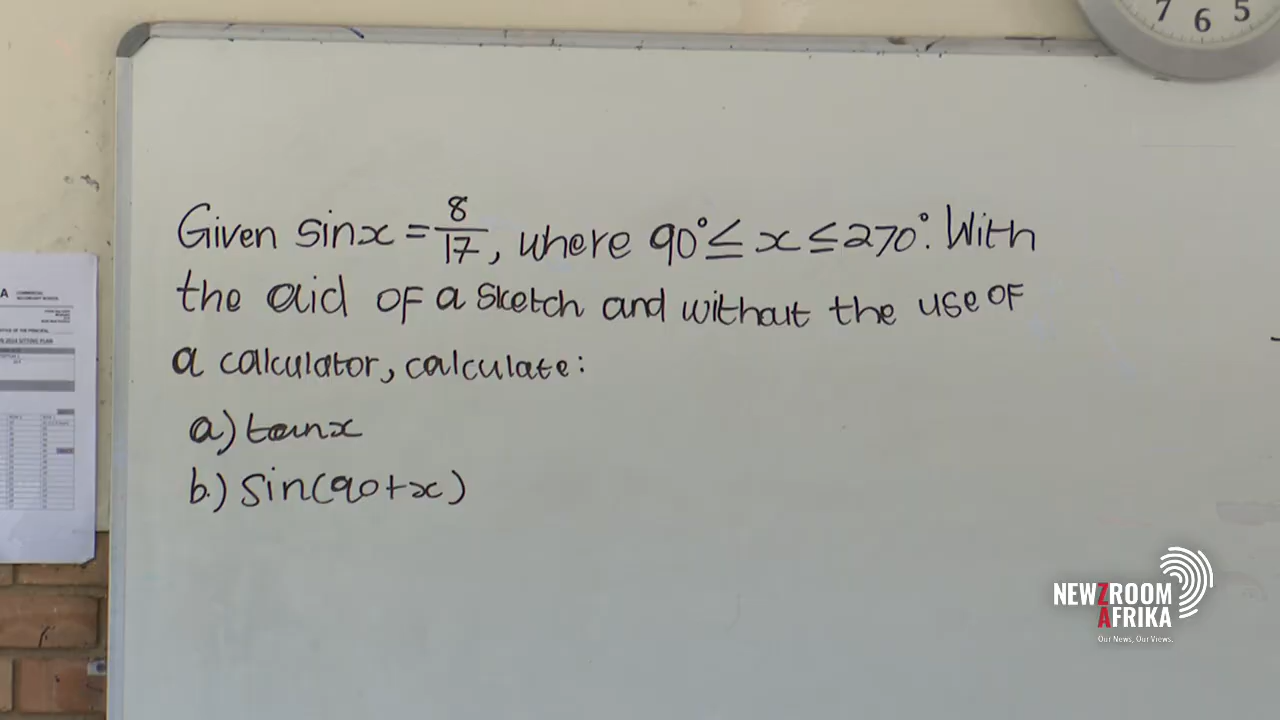 7 6 5
Given sinx = 8/17, where 90° ≤ x ≤ 270°. With
the aid of a sketch and without the use of
a calculator, calculate:
a.) tanx
b.) sin(90+x)
NEWZROOM
AFRIKA
Our News, Our Views.